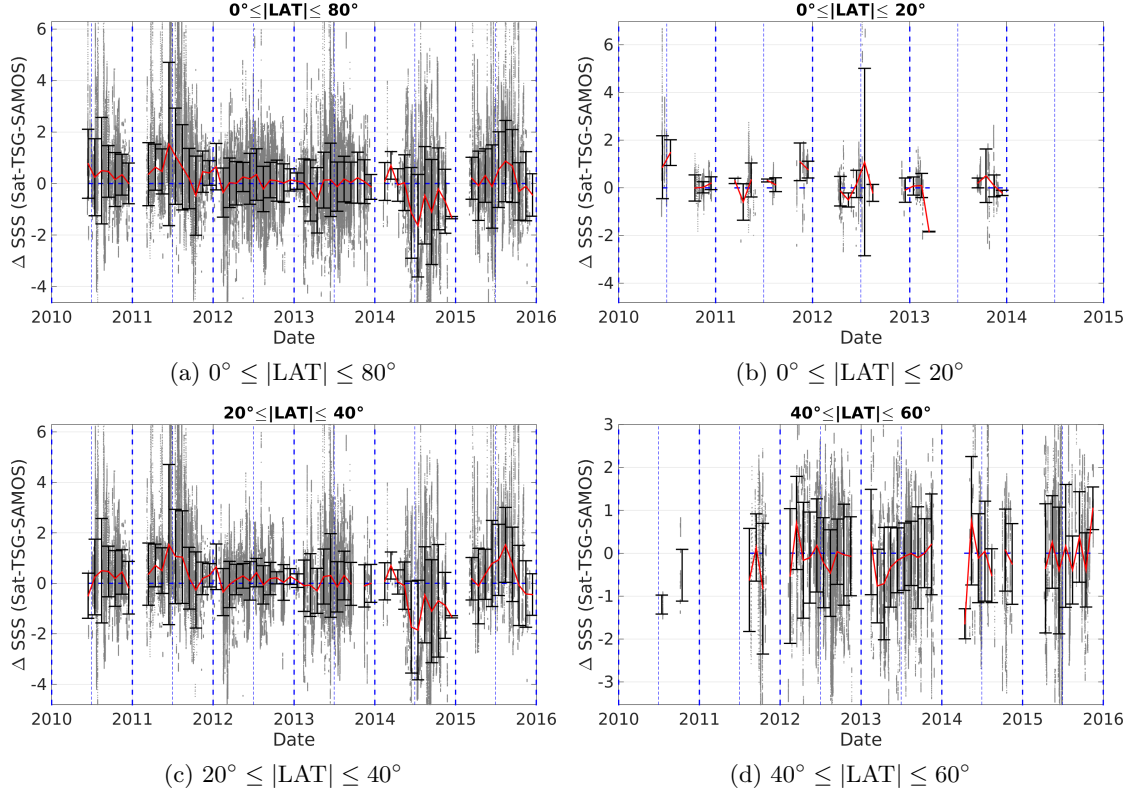 0°≤|LAT|≤ 80°
6
4
2
0
-2
-4
Δ SSS (Sat-TSG-SAMOS)
2010 2011 2012 2013 2014 2015 2016
Date
(a) 0° ≤ |LAT| ≤ 80°
0°≤|LAT|≤ 20°
6
4
2
0
-2
-4
Δ SSS (Sat-TSG-SAMOS)
2010 2011 2012 2013 2014 2015
Date
(b) 0° ≤ |LAT| ≤ 20°
20°≤|LAT|≤ 40°
6
4
2
0
-2
-4
Δ SSS (Sat-TSG-SAMOS)
2010 2011 2012 2013 2014 2015 2016
Date
(c) 20° ≤ |LAT| ≤ 40°
40°≤|LAT|≤ 60°
3
2
1
0
-1
-2
-3
Δ SSS (Sat-TSG-SAMOS)
2010 2011 2012 2013 2014 2015 2016
Date
(d) 40° ≤ |LAT| ≤ 60°